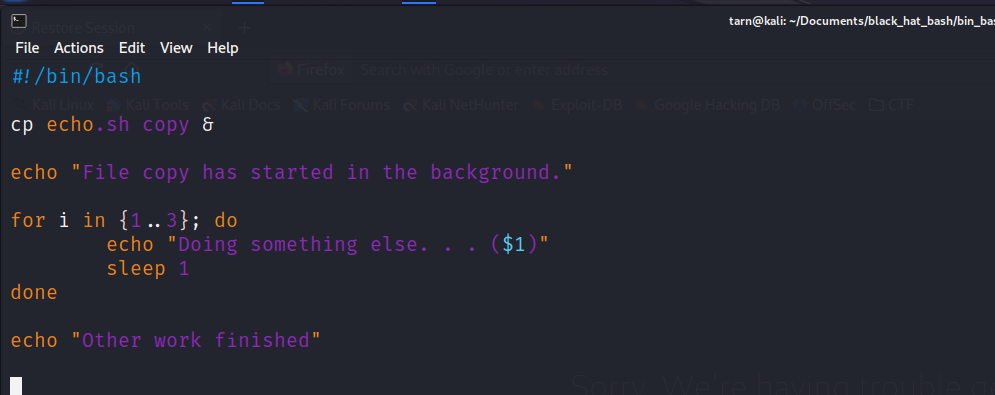 Restore Session
tarn@kali: ~/Documents/black_hat_bash/bin_bas
File Actions Edit View Help
#!/bin/bash
Firefox Search with Google or enter address
Kali Linux Kali Tools Kali Docs Kali Forums Kali NetHunter Exploit-DB Google Hacking DB OffSec CTF
cp echo.sh copy &
echo "File copy has started in the background."
for i in {1..3}; do
echo "Doing something else. . . ($1)"
sleep 1
done
echo "Other work finished"
Sorry. We're having trouble